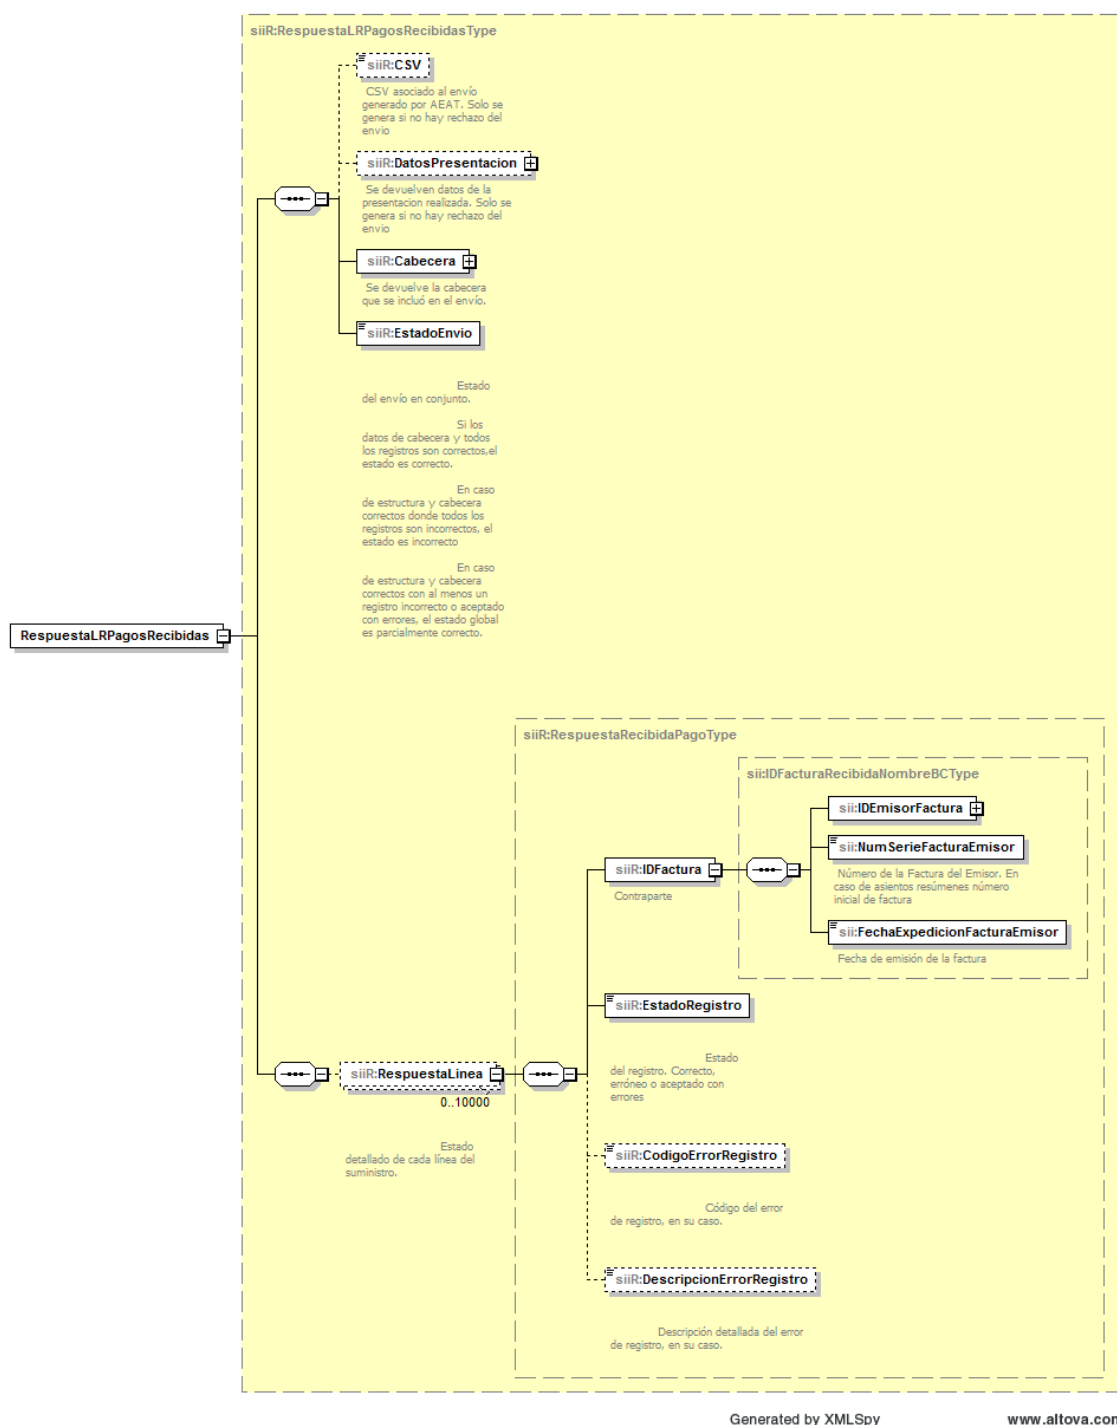 siiR:RespuestaLRPagosRecibidasType
siiR:CSV
CSV asociado al envío
generado por AEAT. Solo se
genera si no hay rechazo del
envio
siiR:DatosPresentacion
Se devuelven datos de la
presentacion realizada. Solo se
genera si no hay rechazo del
envio
siiR:Cabecera
Se devuelve la cabecera
que se incluó en el envío.
siiR:EstadoEnvio
Estado
del envío en conjunto.
Si los
datos de cabecera y todos
los registros son correctos,el
estado es correcto.
En caso
de estructura y cabecera
correctos donde todos los
registros son incorrectos, el
estado es incorrecto
En caso
de estructura y cabecera
correctos con al menos un
registro incorrecto o aceptado
con errores, el estado global
es parcialmente correcto.
RespuestaLRPagosRecibidas
siiR:RespuestaRecibidaPagoType
sii:IDFacturaRecibidaNombreBCType
sii:IDEmisorFactura
sii:NumSerieFacturaEmisor
Número de la Factura del Emisor. En
caso de asientos resúmenes número
inicial de factura
siiR:IDFactura
Contraparte
sii:FechaExpedicionFacturaEmisor
Fecha de emisión de la factura
siiR:EstadoRegistro
Estado
del registro. Correcto,
erróneo o aceptado con
errores
siiR:RespuestaLinea
0..10000
Estado
detallado de cada línea del
suministro.
siiR:CodigoErrorRegistro
Código del error
de registro, en su caso.
siiR:DescripcionErrorRegistro
Descripción detallada del error
de registro, en su caso.
Generated by XMLSpy www.altova.com